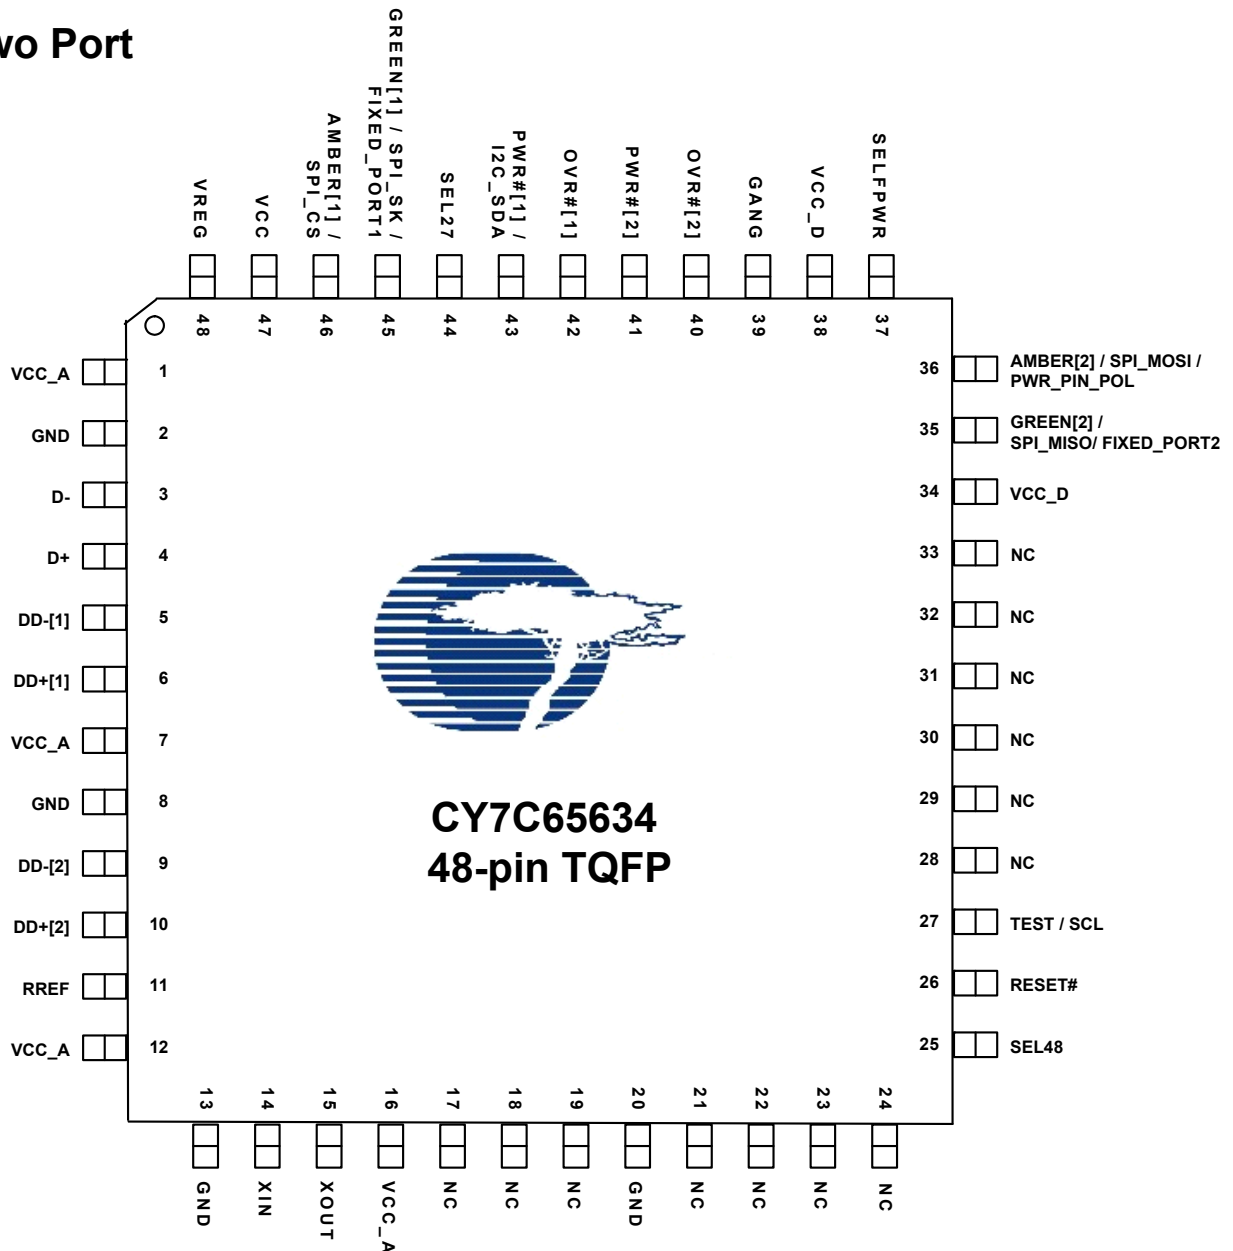 wo Port
GREEN[1] / SPI_SK /
FIXED_PORT1
AMBER[1] /
SPI_CS
PWR#[1] /
I2C_SDA
VREG
VCC
SEL27
OVR#[1]
PWR#[2]
OVR#[2]
GANG
VCC_D
SELFPWR
48
47
46
45
44
43
42
41
40
39
38
37
VCC_A 1
GND 2
D- 3
D+ 4
DD-[1] 5
DD+[1] 6
VCC_A 7
GND 8
DD-[2] 9
DD+[2] 10
RREF 11
VCC_A 12
36 AMBER[2] / SPI_MOSI /
PWR_PIN_POL
35 GREEN[2] /
SPI_MISO/ FIXED_PORT2
34 VCC_D
33 NC
32 NC
31 NC
30 NC
29 NC
28 NC
27 TEST / SCL
26 RESET#
25 SEL48
CY7C65634
48-pin TQFP
13
14
15
16
17
18
19
20
21
22
23
24
GND
XIN
XOUT
VCC_A
NC
NC
NC
GND
NC
NC
NC
NC